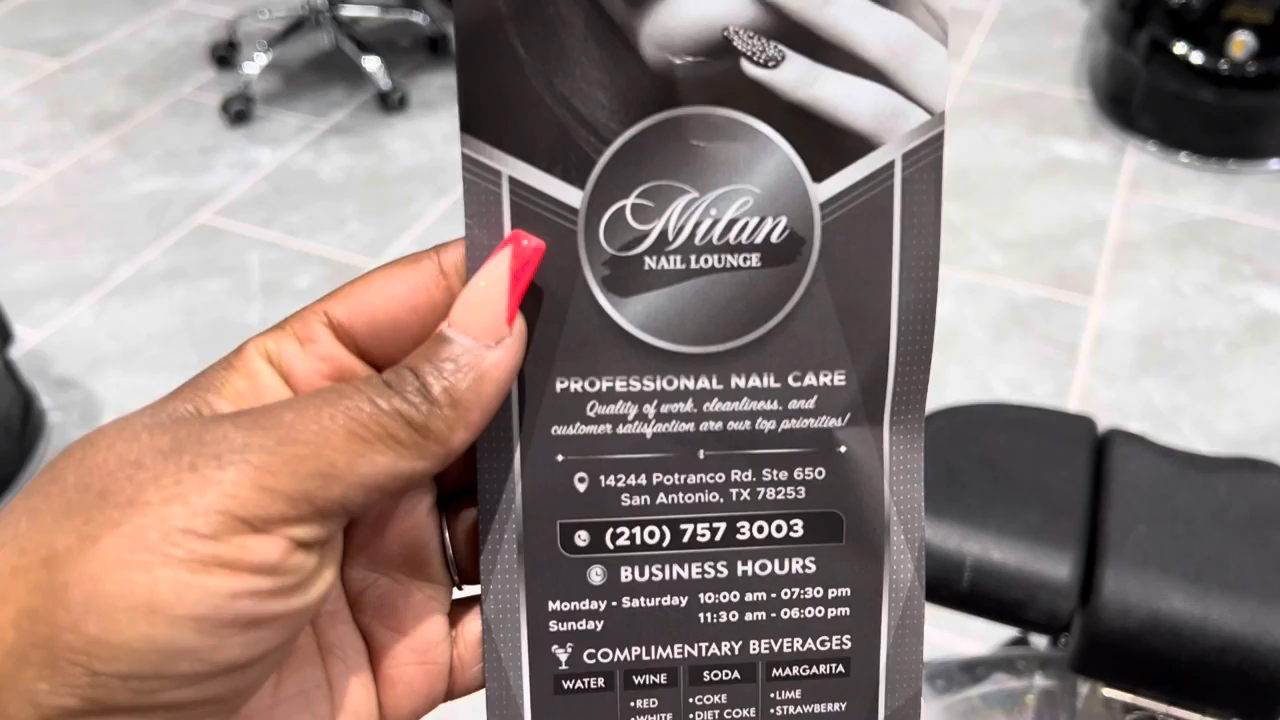 Milan
NAIL LOUNGE
PROFESSIONAL NAIL CARE
Quality of work, cleanliness, and
customer satisfaction are our top priorities!
14244 Potranco Rd. Ste 650
San Antonio, TX 78253
(210) 757 3003
BUSINESS HOURS
Monday - Saturday 10:00 am - 07:30 pm
Sunday 11:30 am - 06:00 pm
COMPLIMENTARY BEVERAGES
WATER WINE SODA MARGARITA
•RED •COKE •LIME
•WHITE •DIET COKE •STRAWBERRY